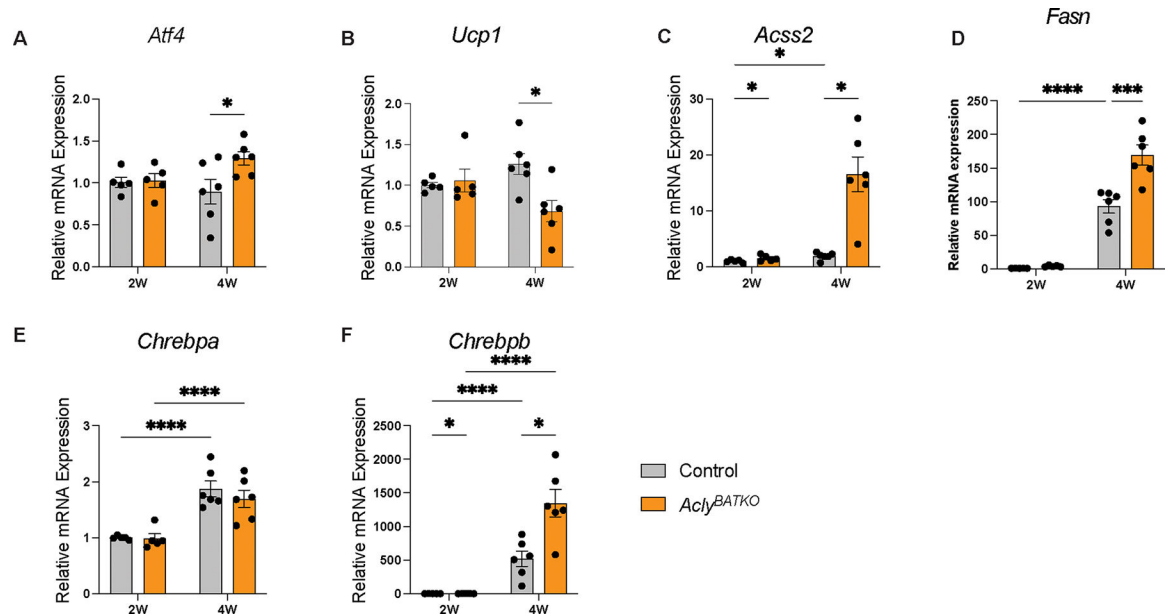 A
Atf4
Relative mRNA Expression
2.0
1.5
1.0
0.5
0.0
*
2W
4W
B
Ucp1
Relative mRNA Expression
2.0
1.5
1.0
0.5
0.0
*
2W
4W
C
Acss2
Relative mRNA Expression
30
20
10
0
*
*
*
2W
4W
D
Fasn
Relative mRNA expression
250
200
150
100
50
0
****
***
2W
4W
E
Chrebpa
Relative mRNA Expression
3
2
1
0
****
****
2W
4W
F
Chrebpb
Relative mRNA Expression
2500
2000
1500
1000
500
0
****
****
*
*
2W
4W
Control
Acly^BATKO